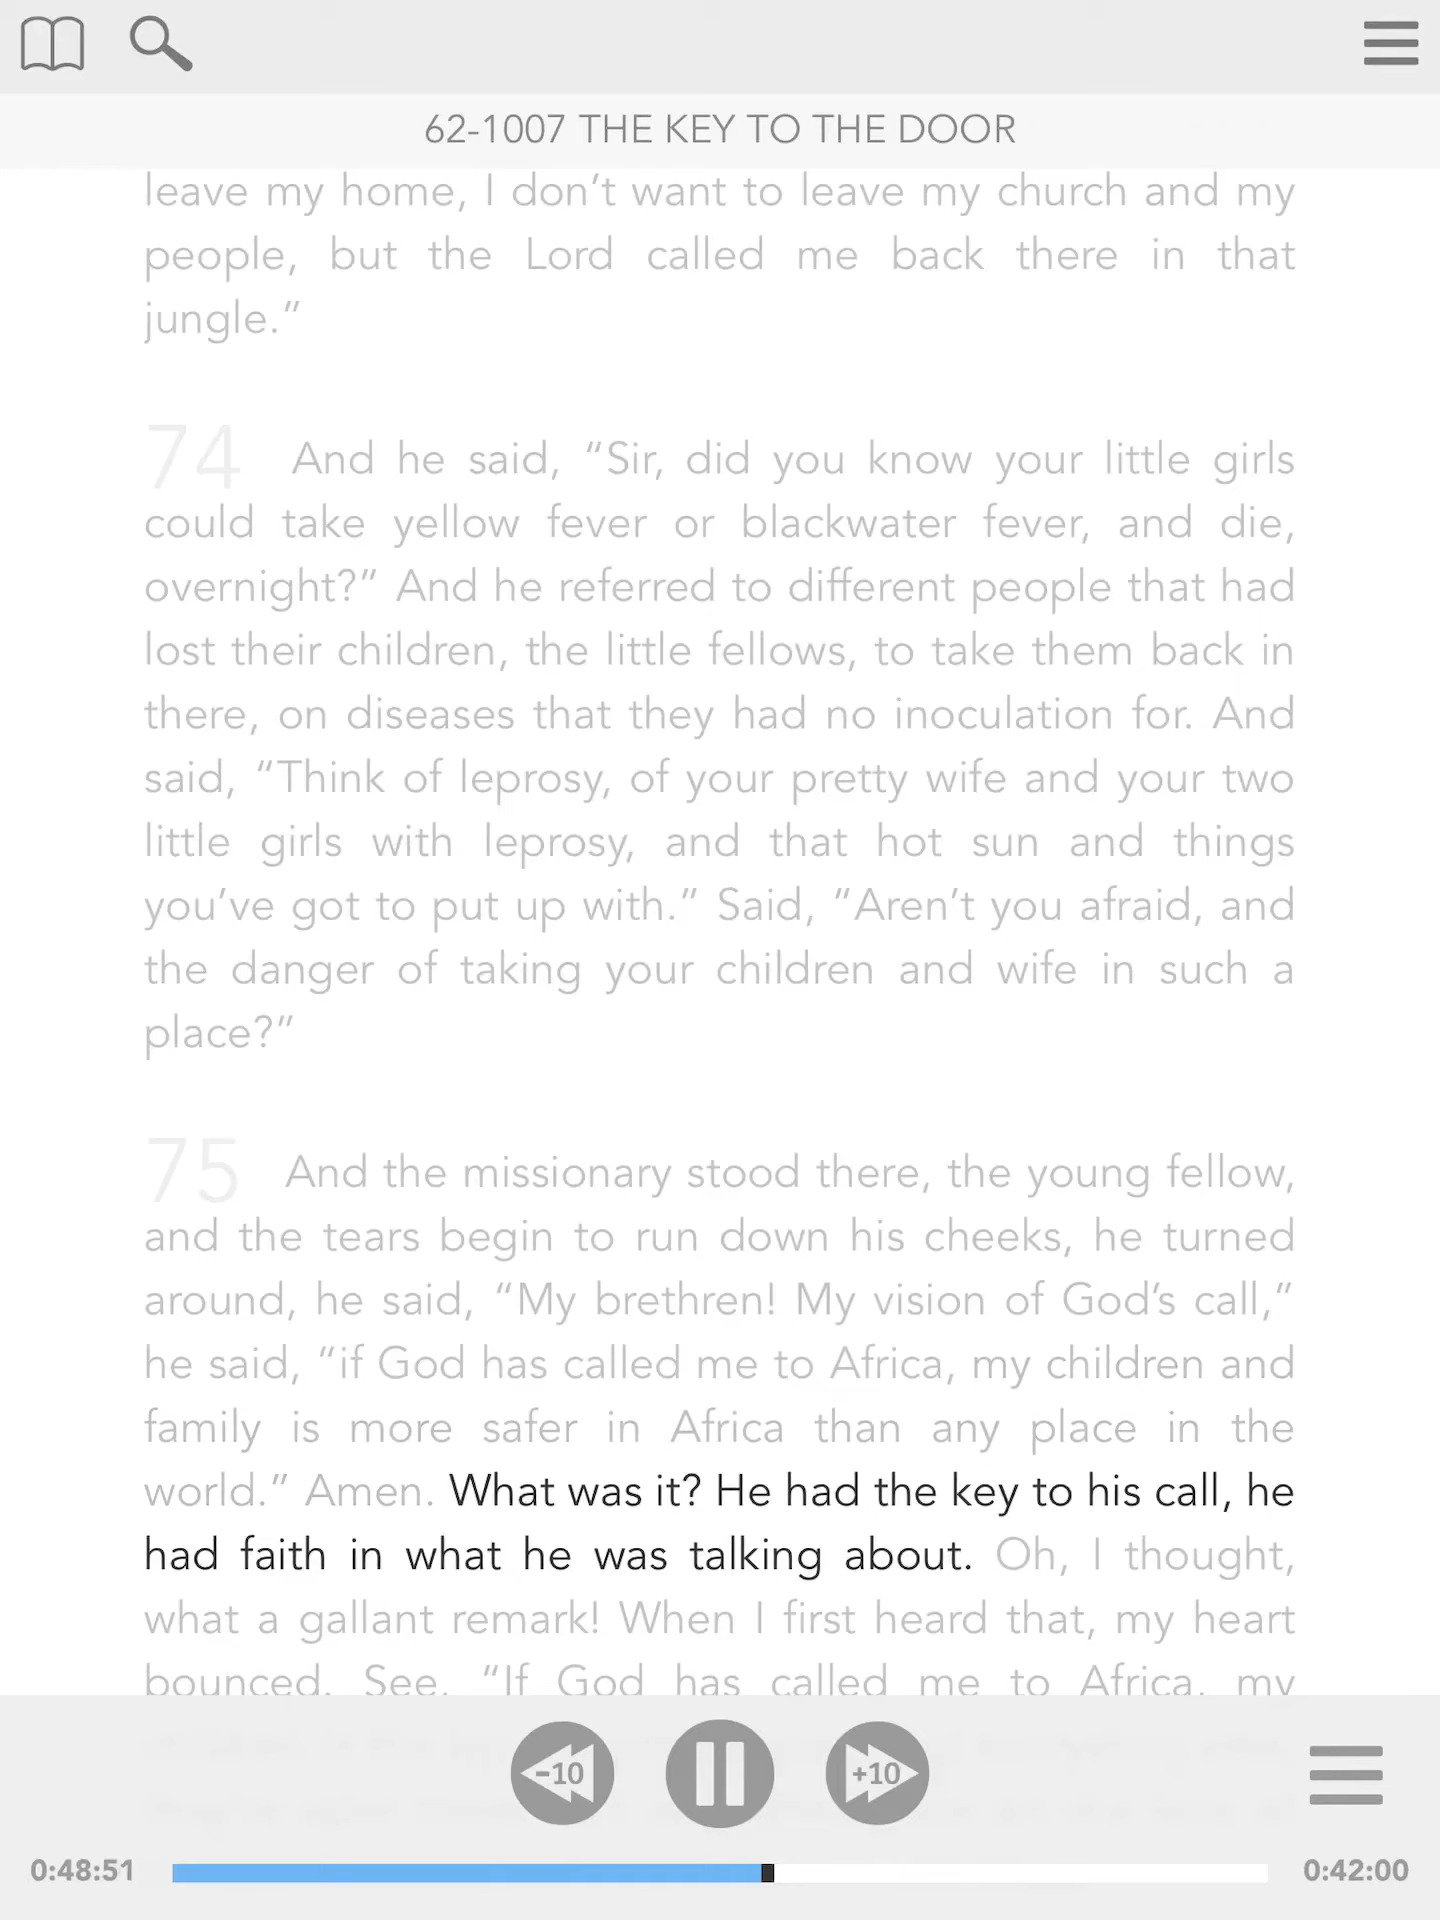 62-1007 THE KEY TO THE DOOR
leave my home, I don’t want to leave my church and my
people, but the Lord called me back there in that
jungle.”
74 And he said, “Sir, did you know your little girls
could take yellow fever or blackwater fever, and die,
overnight?” And he referred to different people that had
lost their children, the little fellows, to take them back in
there, on diseases that they had no inoculation for. And
said, “Think of leprosy, of your pretty wife and your two
little girls with leprosy, and that hot sun and things
you’ve got to put up with.” Said, “Aren’t you afraid, and
the danger of taking your children and wife in such a
place?”
75 And the missionary stood there, the young fellow,
and the tears begin to run down his cheeks, he turned
around, he said, “My brethren! My vision of God’s call,”
he said, “if God has called me to Africa, my children and
family is more safer in Africa than any place in the
world.” Amen. What was it? He had the key to his call, he
had faith in what he was talking about. Oh, I thought,
what a gallant remark! When I first heard that, my heart
bounced. See, “If God has called me to Africa, my
-10 +10
0:48:51 0:42:00